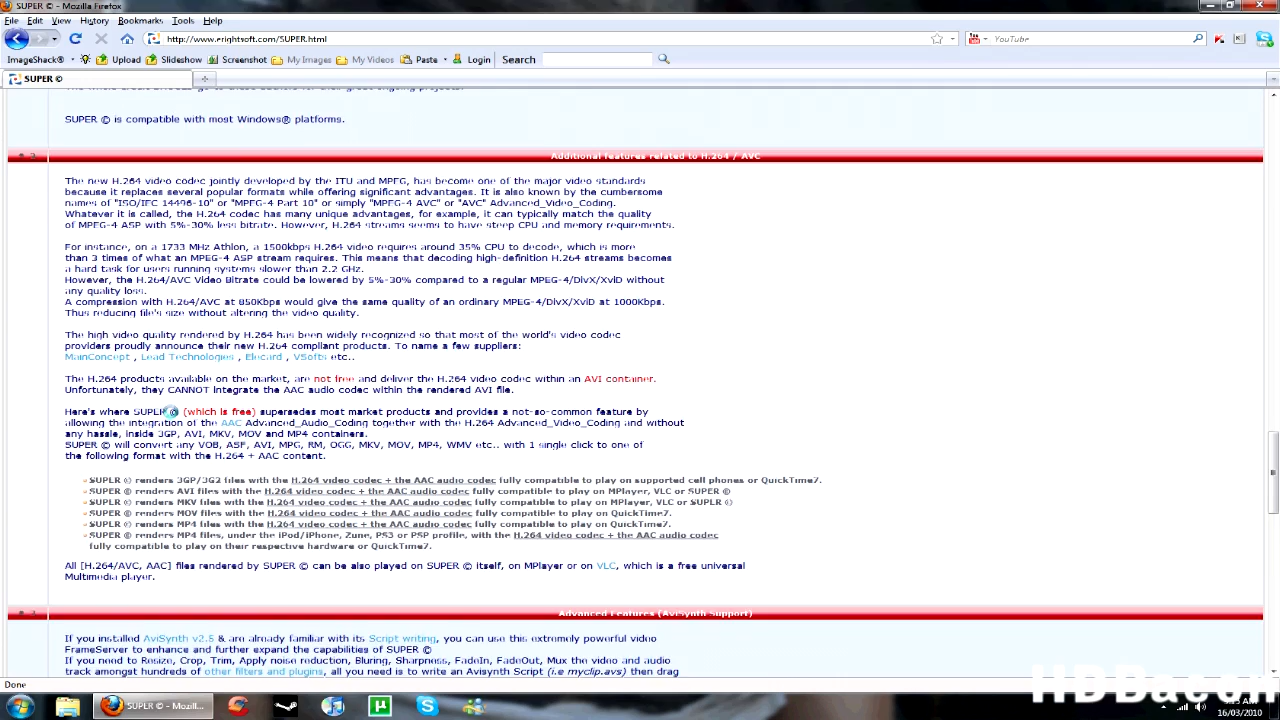 SUPER © - Mozilla Firefox
File Edit View History Bookmarks Tools Help
http://www.erightsoft.com/SUPER.html
YouTube
ImageShack® Upload Slideshow Screenshot My Images My Videos Paste Login Search
SUPER ©
SUPER © is compatible with most Windows® platforms.
Additional features related to H.264 / AVC
The new H.264 video codec jointly developed by the ITU and MPEG, has become one of the major video standards
because it replaces several popular formats while offering significant advantages. It is also known by the cumbersome
names of "ISO/IEC 14496-10" or "MPEG-4 Part 10" or simply "MPEG-4 AVC" or "AVC" Advanced_Video_Coding.
Whatever it is called, the H.264 codec has many unique advantages, for example, it can typically match the quality
of MPEG-4 ASP with 5%-30% less bitrate. However, H.264 streams seems to have steep CPU and memory requirements.
For instance, on a 1733 MHz Athlon, a 1500kbps H.264 video requires around 35% CPU to decode, which is more
than 3 times of what an MPEG-4 ASP stream requires. This means that decoding high-definition H.264 streams becomes
a hard task for users running systems slower than 2.2 GHz.
However, the H.264/AVC Video Bitrate could be lowered by 5%-30% compared to a regular MPEG-4/DivX/XviD without
any quality loss.
A compression with H.264/AVC at 850Kbps would give the same quality of an ordinary MPEG-4/DivX/XviD at 1000Kbps.
Thus reducing file's size without altering the video quality.
The high video quality rendered by H.264 has been widely recognized so that most of the world's video codec
providers proudly announce their new H.264 compliant products. To name a few suppliers:
MainConcept , Lead Technologies , Elecard , VSofts etc..
The H.264 products available on the market, are not free and deliver the H.264 video codec within an AVI container.
Unfortunately, they CANNOT integrate the AAC audio codec within the rendered AVI file.
Here's where SUPER © (which is free) supersedes most market products and provides a not-so-common feature by
allowing the integration of the AAC Advanced_Audio_Coding together with the H.264 Advanced_Video_Coding and without
any hassle, inside 3GP, AVI, MKV, MOV and MP4 containers.
SUPER © will convert any VOB, ASF, AVI, MPG, RM, OGG, MKV, MOV, MP4, WMV etc.. with 1 single click to one of
the following format with the H.264 + AAC content.
SUPER © renders 3GP/3G2 files with the H.264 video codec + the AAC audio codec fully compatible to play on supported cell phones or QuickTime7.
SUPER © renders AVI files with the H.264 video codec + the AAC audio codec fully compatible to play on MPlayer, VLC or SUPER ©
SUPER © renders MKV files with the H.264 video codec + the AAC audio codec fully compatible to play on MPlayer, VLC or SUPER ©
SUPER © renders MOV files with the H.264 video codec + the AAC audio codec fully compatible to play on QuickTime7.
SUPER © renders MP4 files with the H.264 video codec + the AAC audio codec fully compatible to play on QuickTime7.
SUPER © renders MP4 files, under the iPod/iPhone, Zune, PS3 or PSP profile, with the H.264 video codec + the AAC audio codec
fully compatible to play on their respective hardware or QuickTime7.
All [H.264/AVC, AAC] files rendered by SUPER © can be also played on SUPER © itself, on MPlayer or on VLC, which is a free universal
Multimedia player.
Advanced Features (AviSynth Support)
If you installed AviSynth v2.5 & are already familiar with its Script writing, you can use this extremely powerful video
FrameServer to enhance and further expand the capabilities of SUPER ©
If you need to Resize, Crop, Trim, Apply noise reduction, Bluring, Sharpness, FadeIn, FadeOut, Mux the video and audio
track amongst hundreds of other filters and plugins, all you need is to write an Avisynth Script (i.e myclip.avs) then drag
Done
HDBacon
SUPER © - Mozill...
16/03/2010